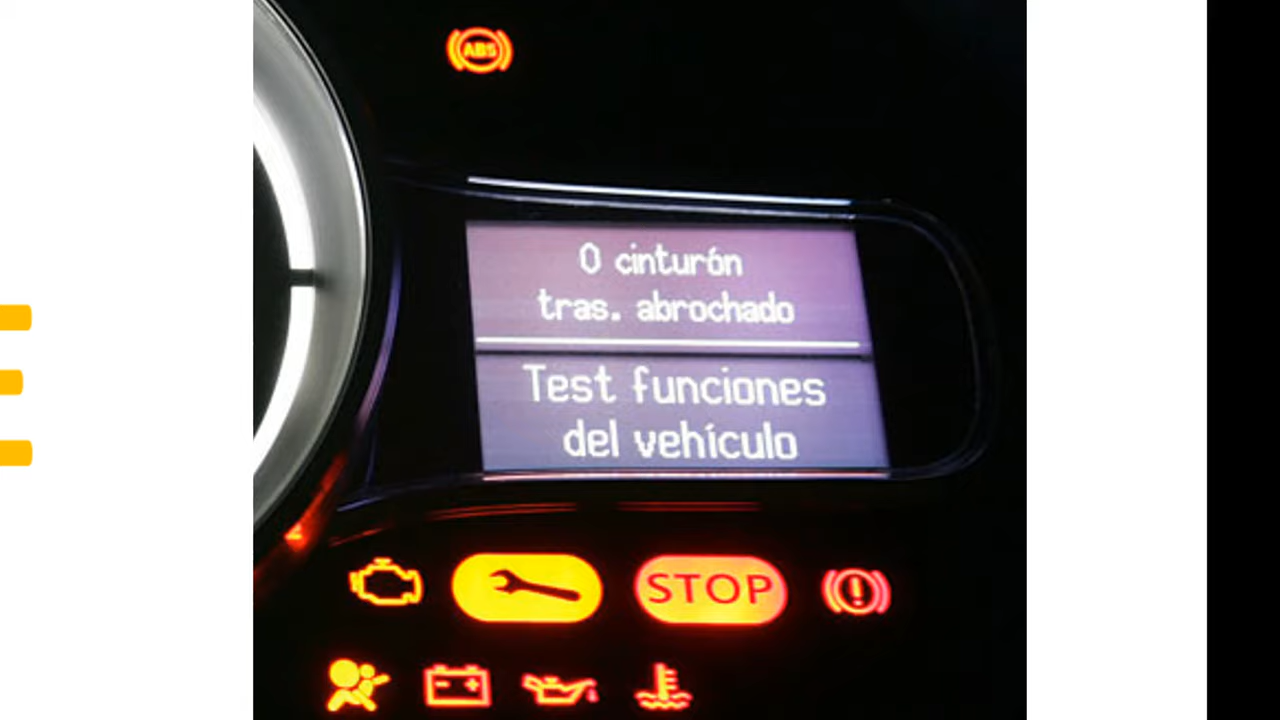 ABS
0 cinturón
tras. abrochado
Test funciones
del vehículo
STOP